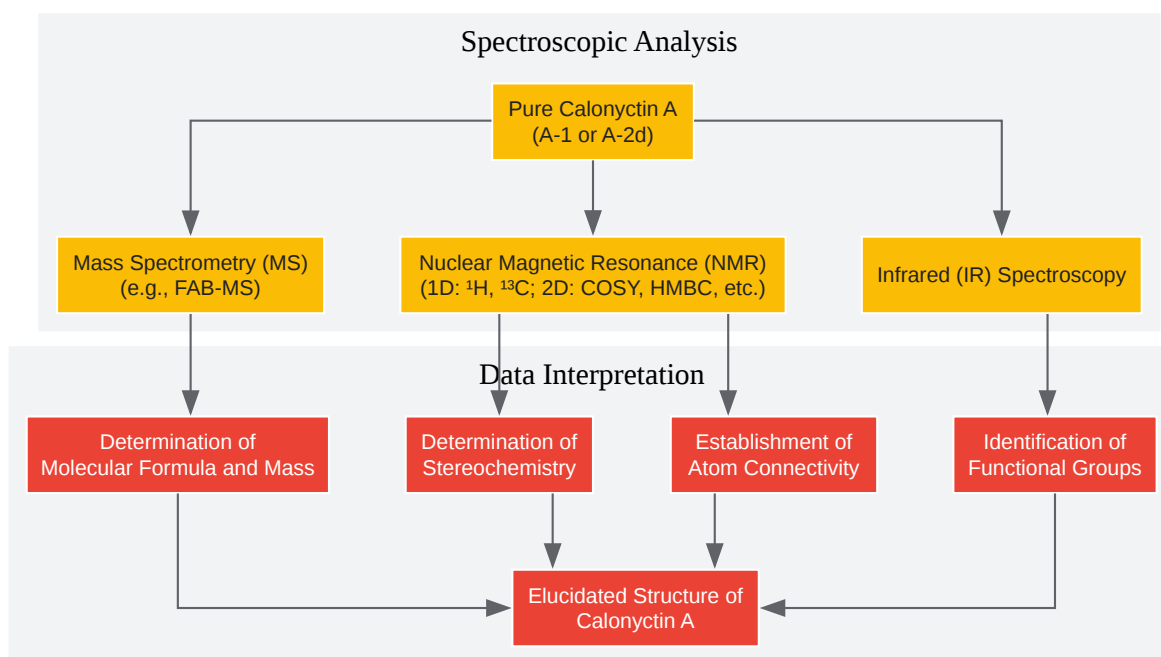 Spectroscopic Analysis
Pure Calonyctin A
(A-1 or A-2d)
Mass Spectrometry (MS)
(e.g., FAB-MS)
Nuclear Magnetic Resonance (NMR)
(1D: ¹H, ¹³C; 2D: COSY, HMBC, etc.)
Infrared (IR) Spectroscopy
Data Interpretation
Determination of
Molecular Formula and Mass
Determination of
Stereochemistry
Establishment of
Atom Connectivity
Identification of
Functional Groups
Elucidated Structure of
Calonyctin A